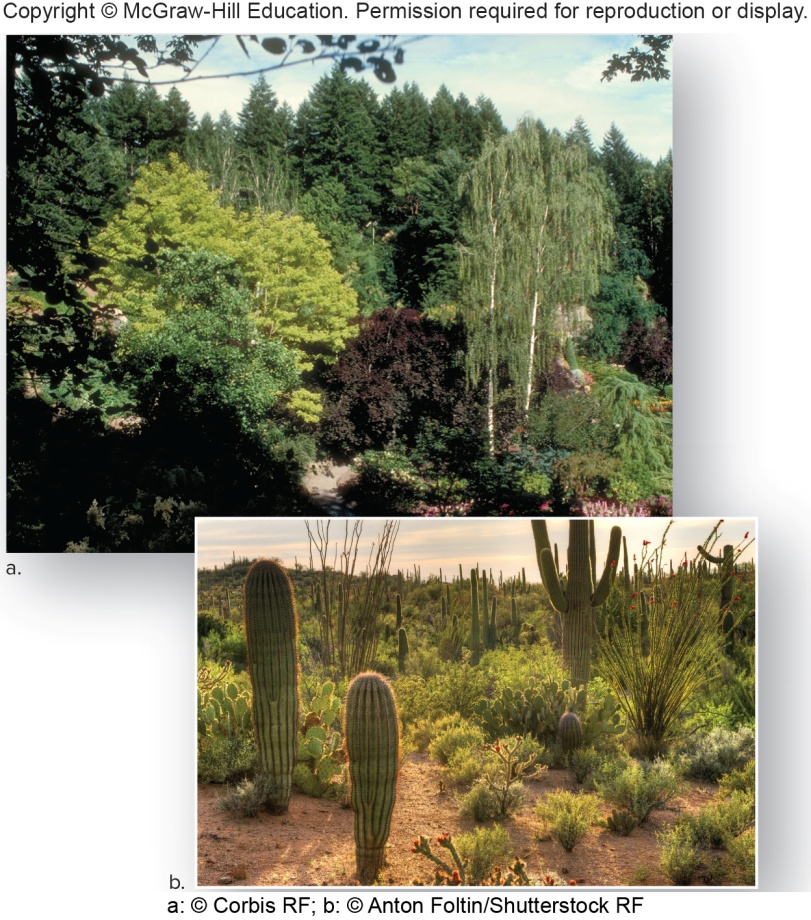 Copyright © McGraw-Hill Education. Permission required for reproduction or display.
a.
b.
a: © Corbis RF; b: © Anton Foltin/Shutterstock RF